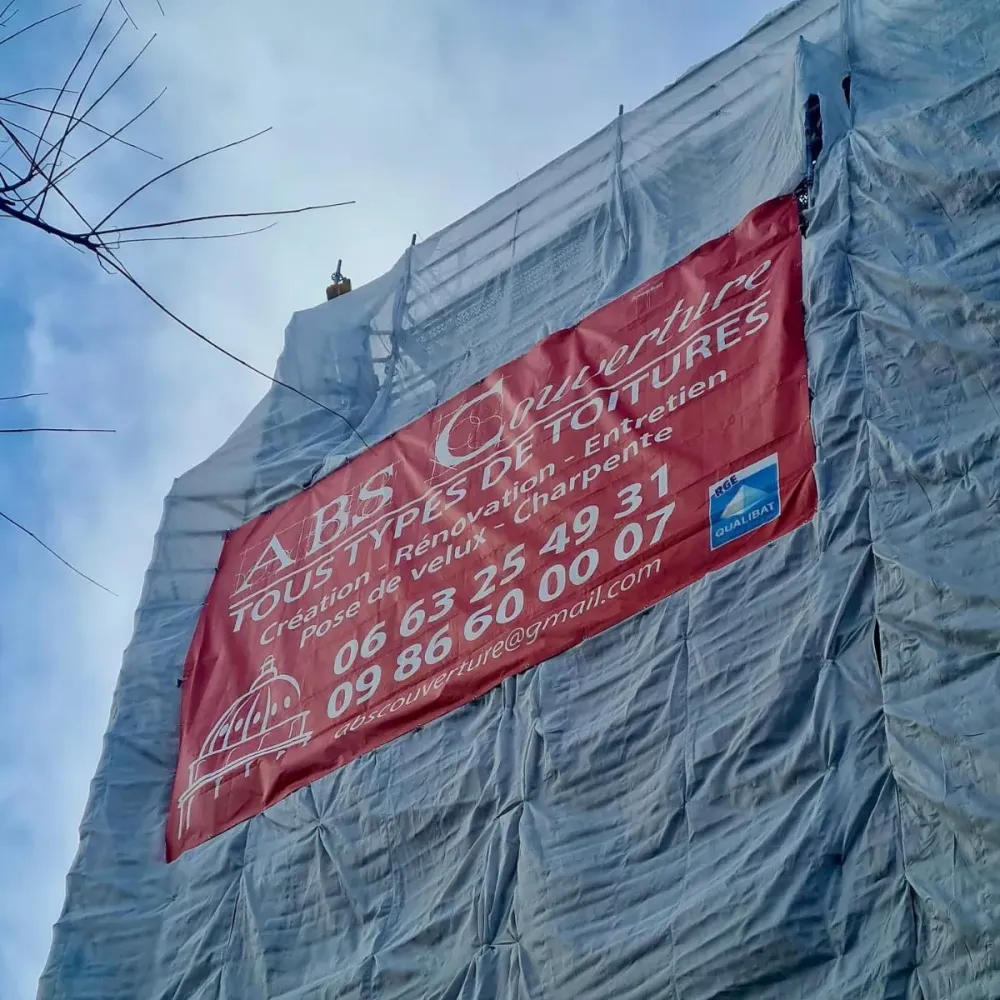 ABS Couverture
TOUS TYPES DE TOITURES
Création - Rénovation - Entretien
Pose de velux - Charpente
06 63 25 49 31
09 86 60 00 07
abscouverture@gmail.com
RGE
QUALIBAT